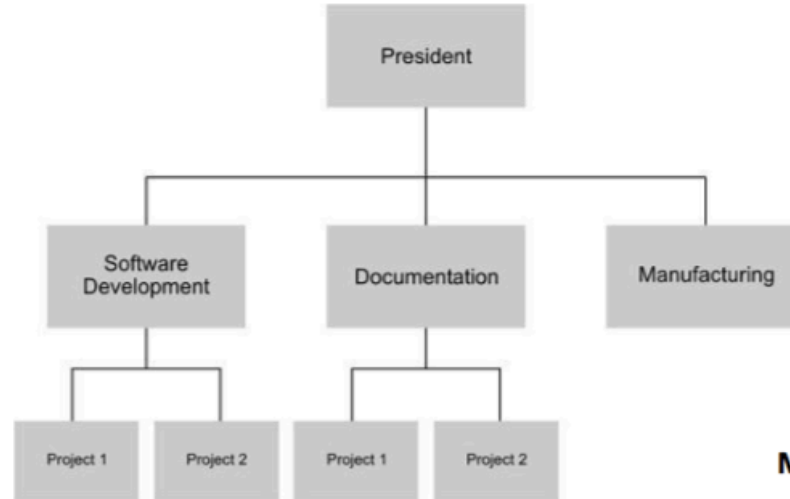 President
Software
Development
Documentation
Manufacturing
Project 1
Project 2
Project 1
Project 2